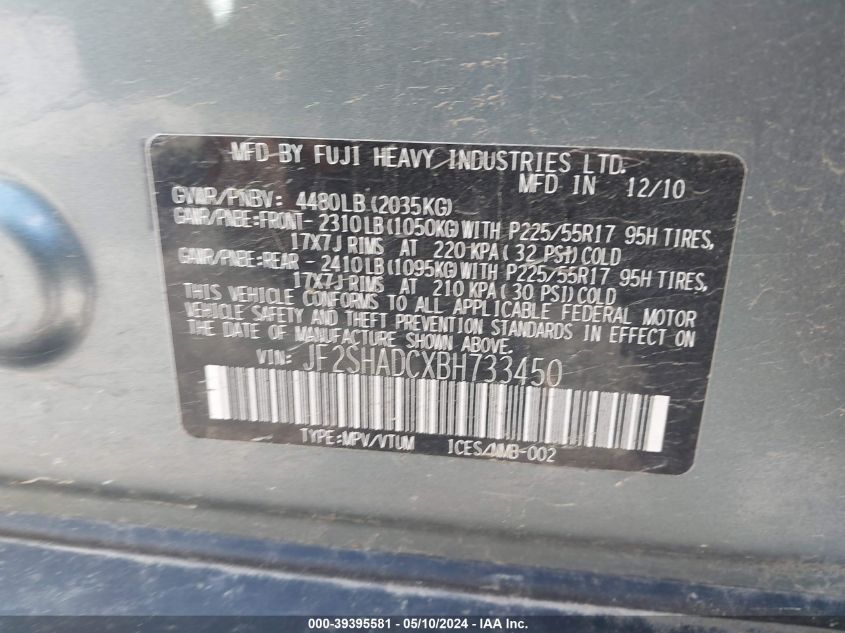 MFD BY FUJI HEAVY INDUSTRIES LTD.
MFD IN 12/10
GVWR/PNBV: 4480LB (2035KG)
GAWR/PNBE:FRONT- 2310LB (1050KG) WITH P225/55R17 95H TIRES,
17X7J RIMS AT 220 KPA ( 32 PSI) COLD
GAWR/PNBE:REAR - 2410LB (1095KG) WITH P225/55R17 95H TIRES,
17X7J RIMS AT 210 KPA (30 PSI) COLD
THIS VEHICLE CONFORMS TO ALL APPLICABLE FEDERAL MOTOR
VEHICLE SAFETY AND THEFT PREVENTION STANDARDS IN EFFECT ON
THE DATE OF MANUFACTURE SHOWN ABOVE.
VIN: JF2SHADCXBH733450
TYPE:MPV/VTUM ICES/NMB-002
000-39395581 / 05/10/2024 - IAA Inc.